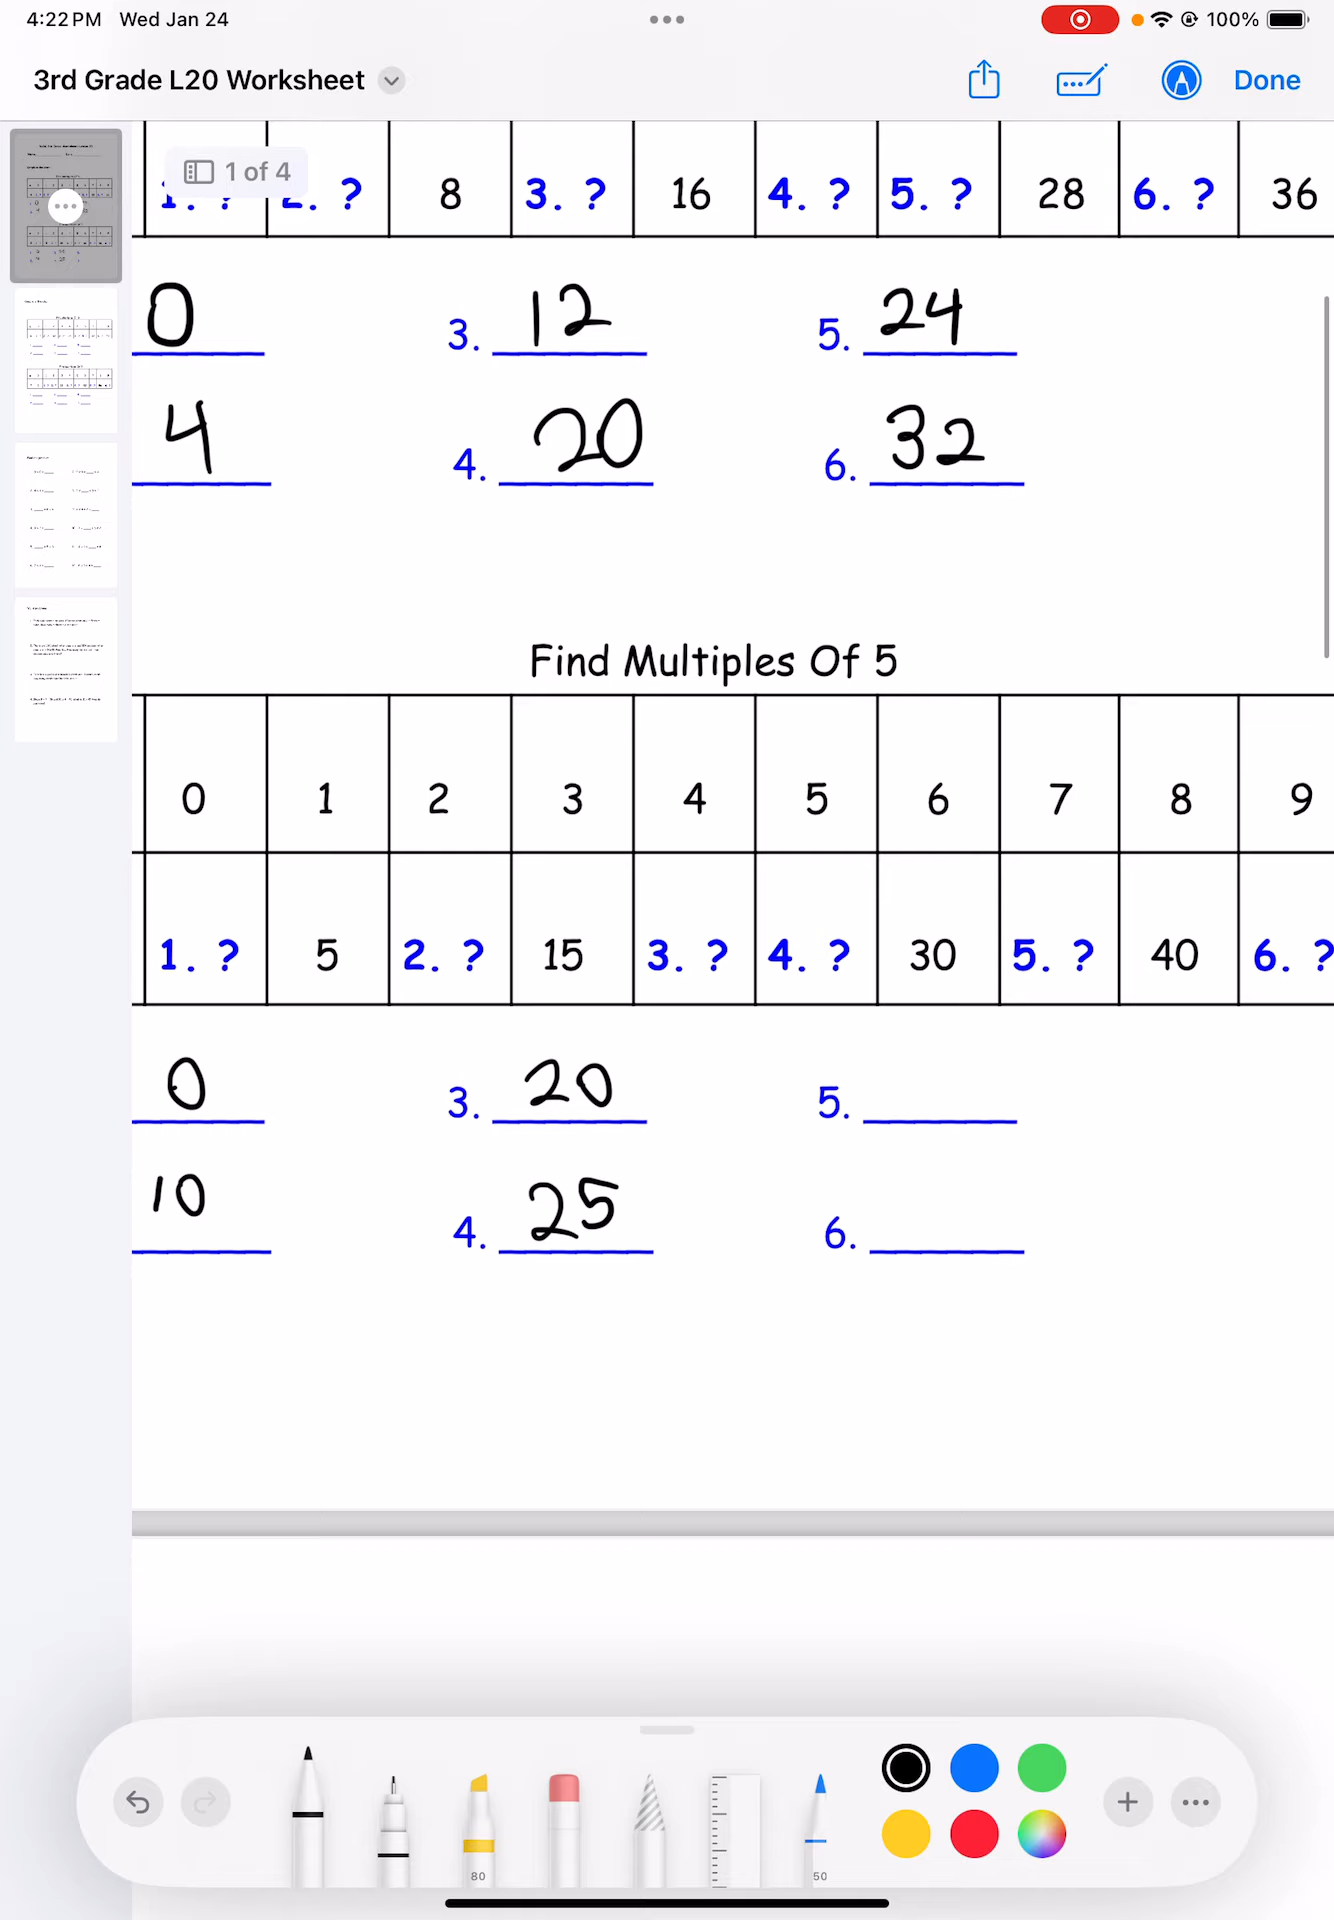 4:22 PM Wed Jan 24 100%
3rd Grade L20 Worksheet Done
1 of 4
1. ? 2. ? 8 3. ? 16 4. ? 5. ? 28 6. ? 36
0 3. 12 5. 24
4 4. 20 6. 32
Find Multiples Of 5
0 1 2 3 4 5 6 7 8 9
1. ? 5 2. ? 15 3. ? 4. ? 30 5. ? 40 6. ?
0 3. 20 5.
10 4. 25 6.
80 50